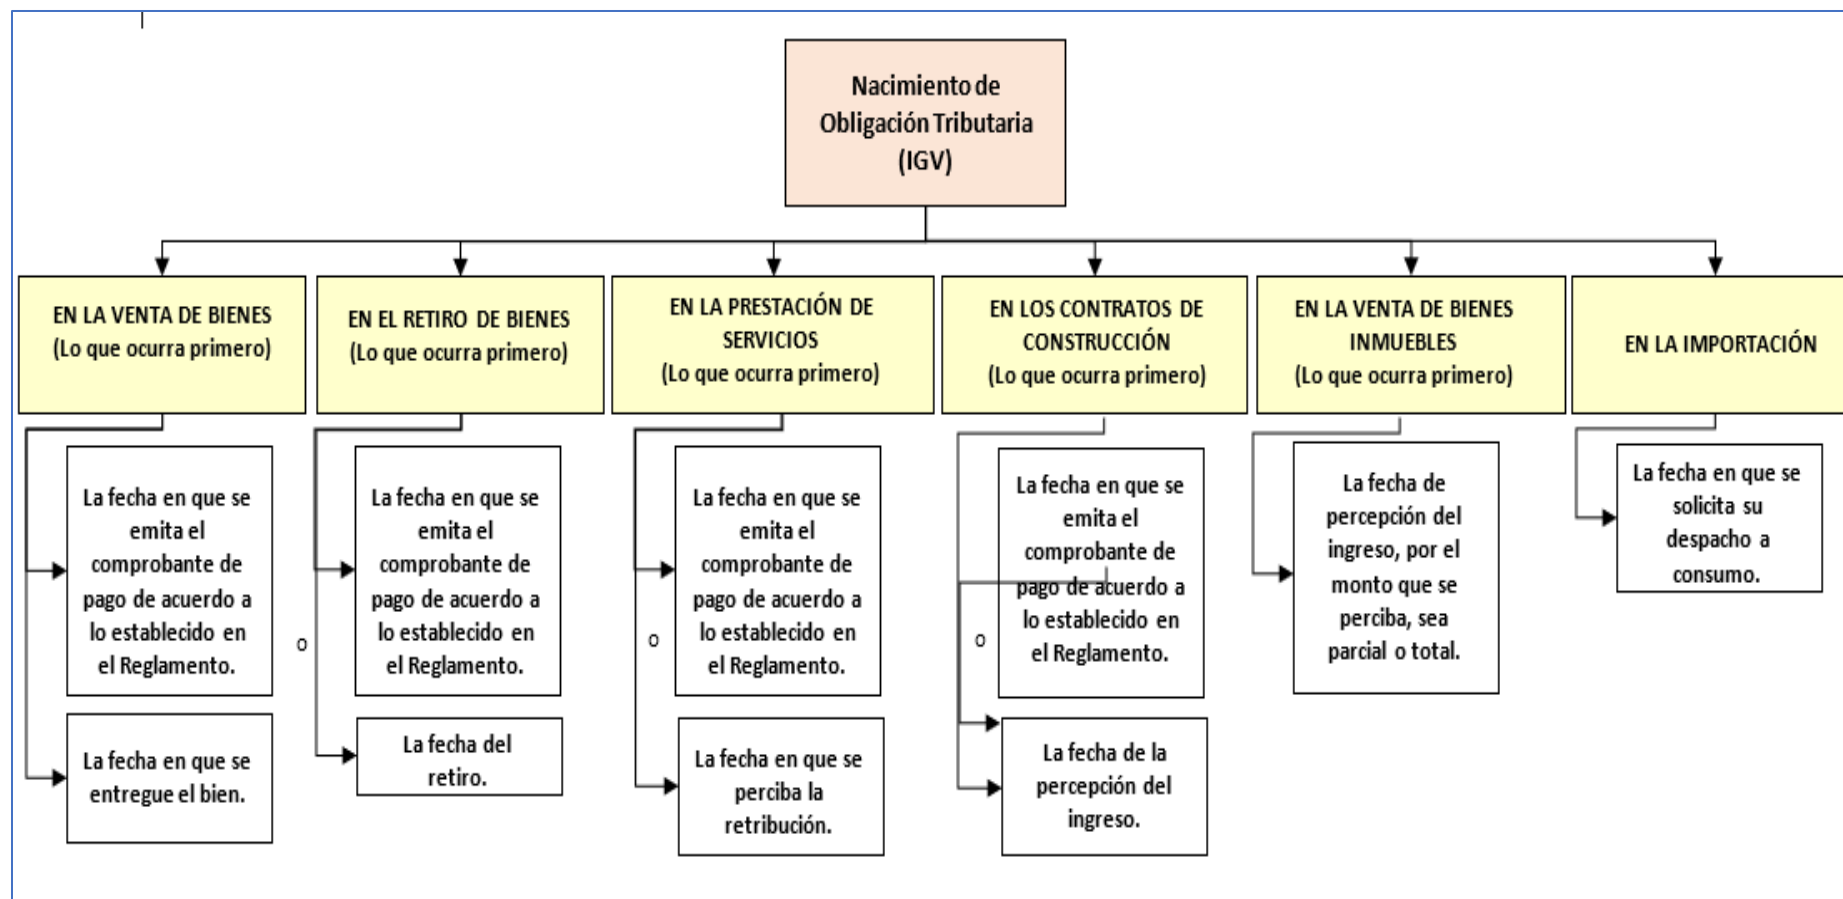 Nacimiento de
Obligación Tributaria
(IGV)
EN LA VENTA DE BIENES
(Lo que ocurra primero)
EN EL RETIRO DE BIENES
(Lo que ocurra primero)
EN LA PRESTACIÓN DE
SERVICIOS
(Lo que ocurra primero)
EN LOS CONTRATOS DE
CONSTRUCCIÓN
(Lo que ocurra primero)
EN LA VENTA DE BIENES
INMUEBLES
(Lo que ocurra primero)
EN LA IMPORTACIÓN
La fecha en que se
emita el
comprobante de
pago de acuerdo a
lo establecido en
el Reglamento.
La fecha en que se
entregue el bien.
o
La fecha en que se
emita el
comprobante de
pago de acuerdo a
lo establecido en
el Reglamento.
La fecha del
retiro.
La fecha en que se
emita el
comprobante de
pago de acuerdo a
lo establecido en
el Reglamento.
o
La fecha en que se
perciba la
retribución.
La fecha en que se
emita el
comprobante de
pago de acuerdo a
lo establecido en
el Reglamento.
o
La fecha de la
percepción del
ingreso.
La fecha de
percepción del
ingreso, por el
monto que se
perciba, sea
parcial o total.
La fecha en que se
solicita su
despacho a
consumo.